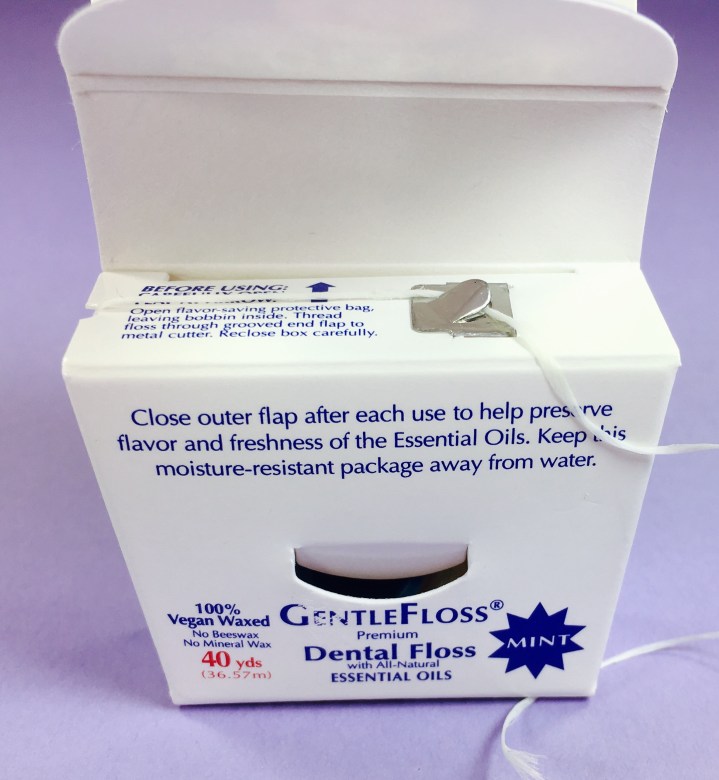 BEFORE USING:
Open flavor-saving protective bag,
leaving bobbin inside. Thread
floss through grooved end flap to
metal cutter. Reclose box carefully.
Close outer flap after each use to help preserve
flavor and freshness of the Essential Oils. Keep this
moisture-resistant package away from water.
100%
Vegan Waxed
No Beeswax
No Mineral Wax
40 yds
(36.57m)
GENTLEFLOSS®
Premium
Dental Floss
with All-Natural
ESSENTIAL OILS
MINT